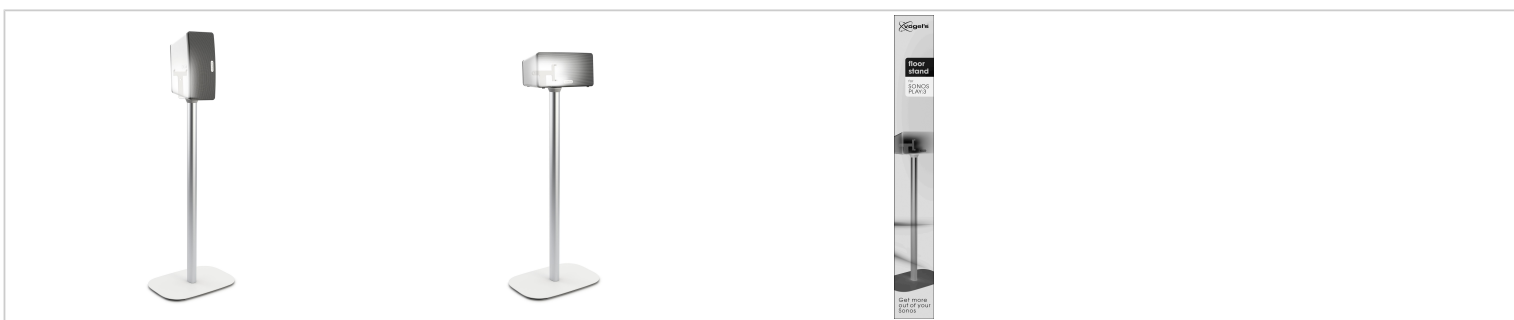 vogel's
floor
stand
for
SONOS
PLAY:3
Get more
out of your
Sonos